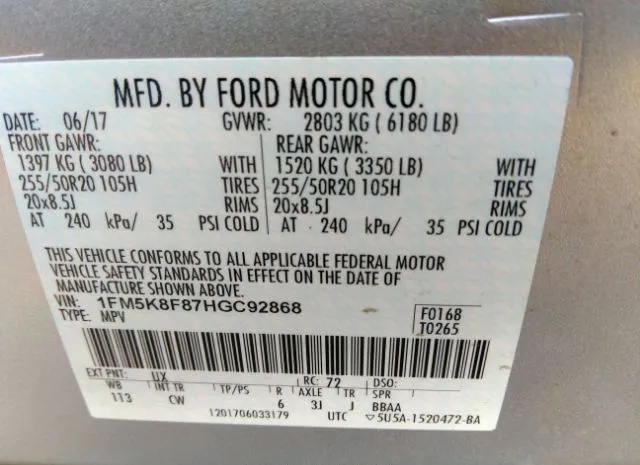 MFD. BY FORD MOTOR CO.
DATE: 06/17 GVWR: 2803 KG ( 6180 LB)
FRONT GAWR: REAR GAWR:
1397 KG ( 3080 LB) WITH 1520 KG ( 3350 LB) WITH
255/50R20 105H TIRES 255/50R20 105H TIRES
20x8.5J RIMS 20x8.5J RIMS
AT 240 kPa/ 35 PSI COLD AT 240 kPa/ 35 PSI COLD
THIS VEHICLE CONFORMS TO ALL APPLICABLE FEDERAL MOTOR
VEHICLE SAFETY STANDARDS IN EFFECT ON THE DATE OF
MANUFACTURE SHOWN ABOVE.
VIN: 1FM5K8F87HGC92868 F0168
TYPE: MPV T0265
EXT PNT: UX RC: 72 DSO:
WB INT TR TP/PS R AXLE TR SPR
113 CW 6 3J J BBAA
1201706033179 UTC ▽5U5A-1520472-BA